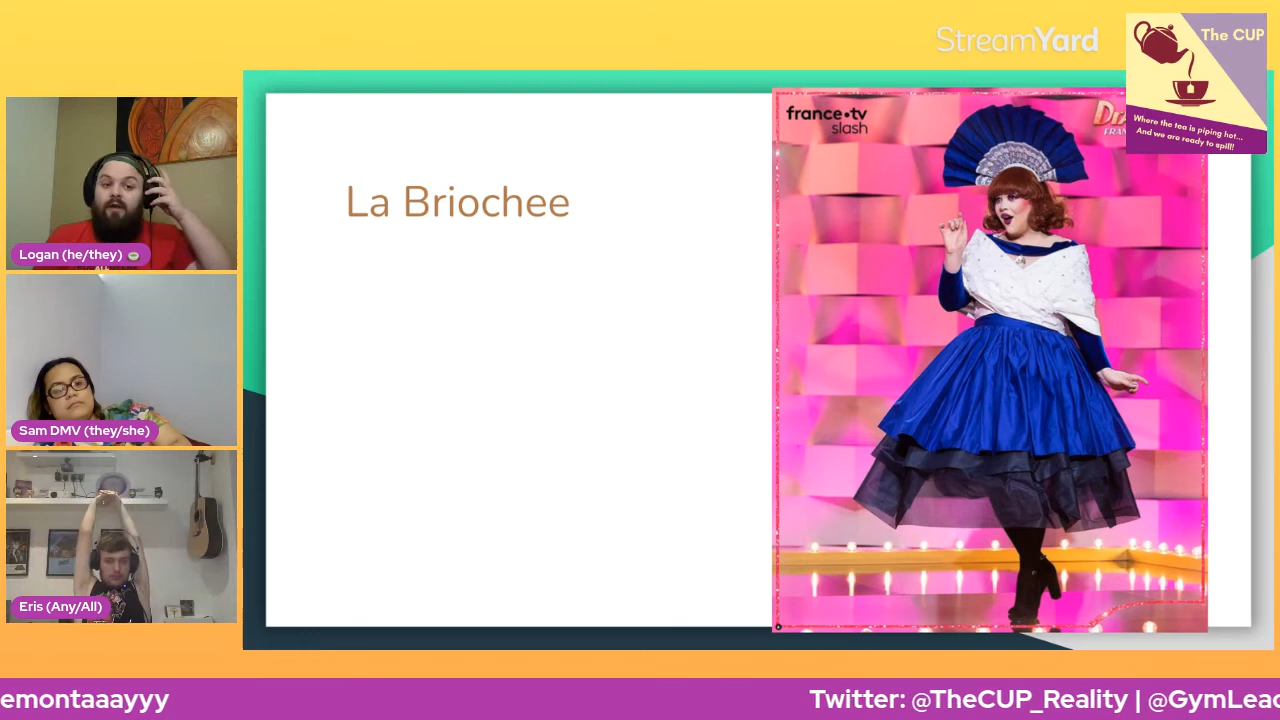 StreamYard
The CUP
Where the tea is piping hot...
And we are ready to spill!
Logan (he/they)
Sam DMV (they/she)
Eris (Any/All)
La Briochee
france•tv
slash
emontaaayyy
Twitter: @TheCUP_Reality | @GymLeac